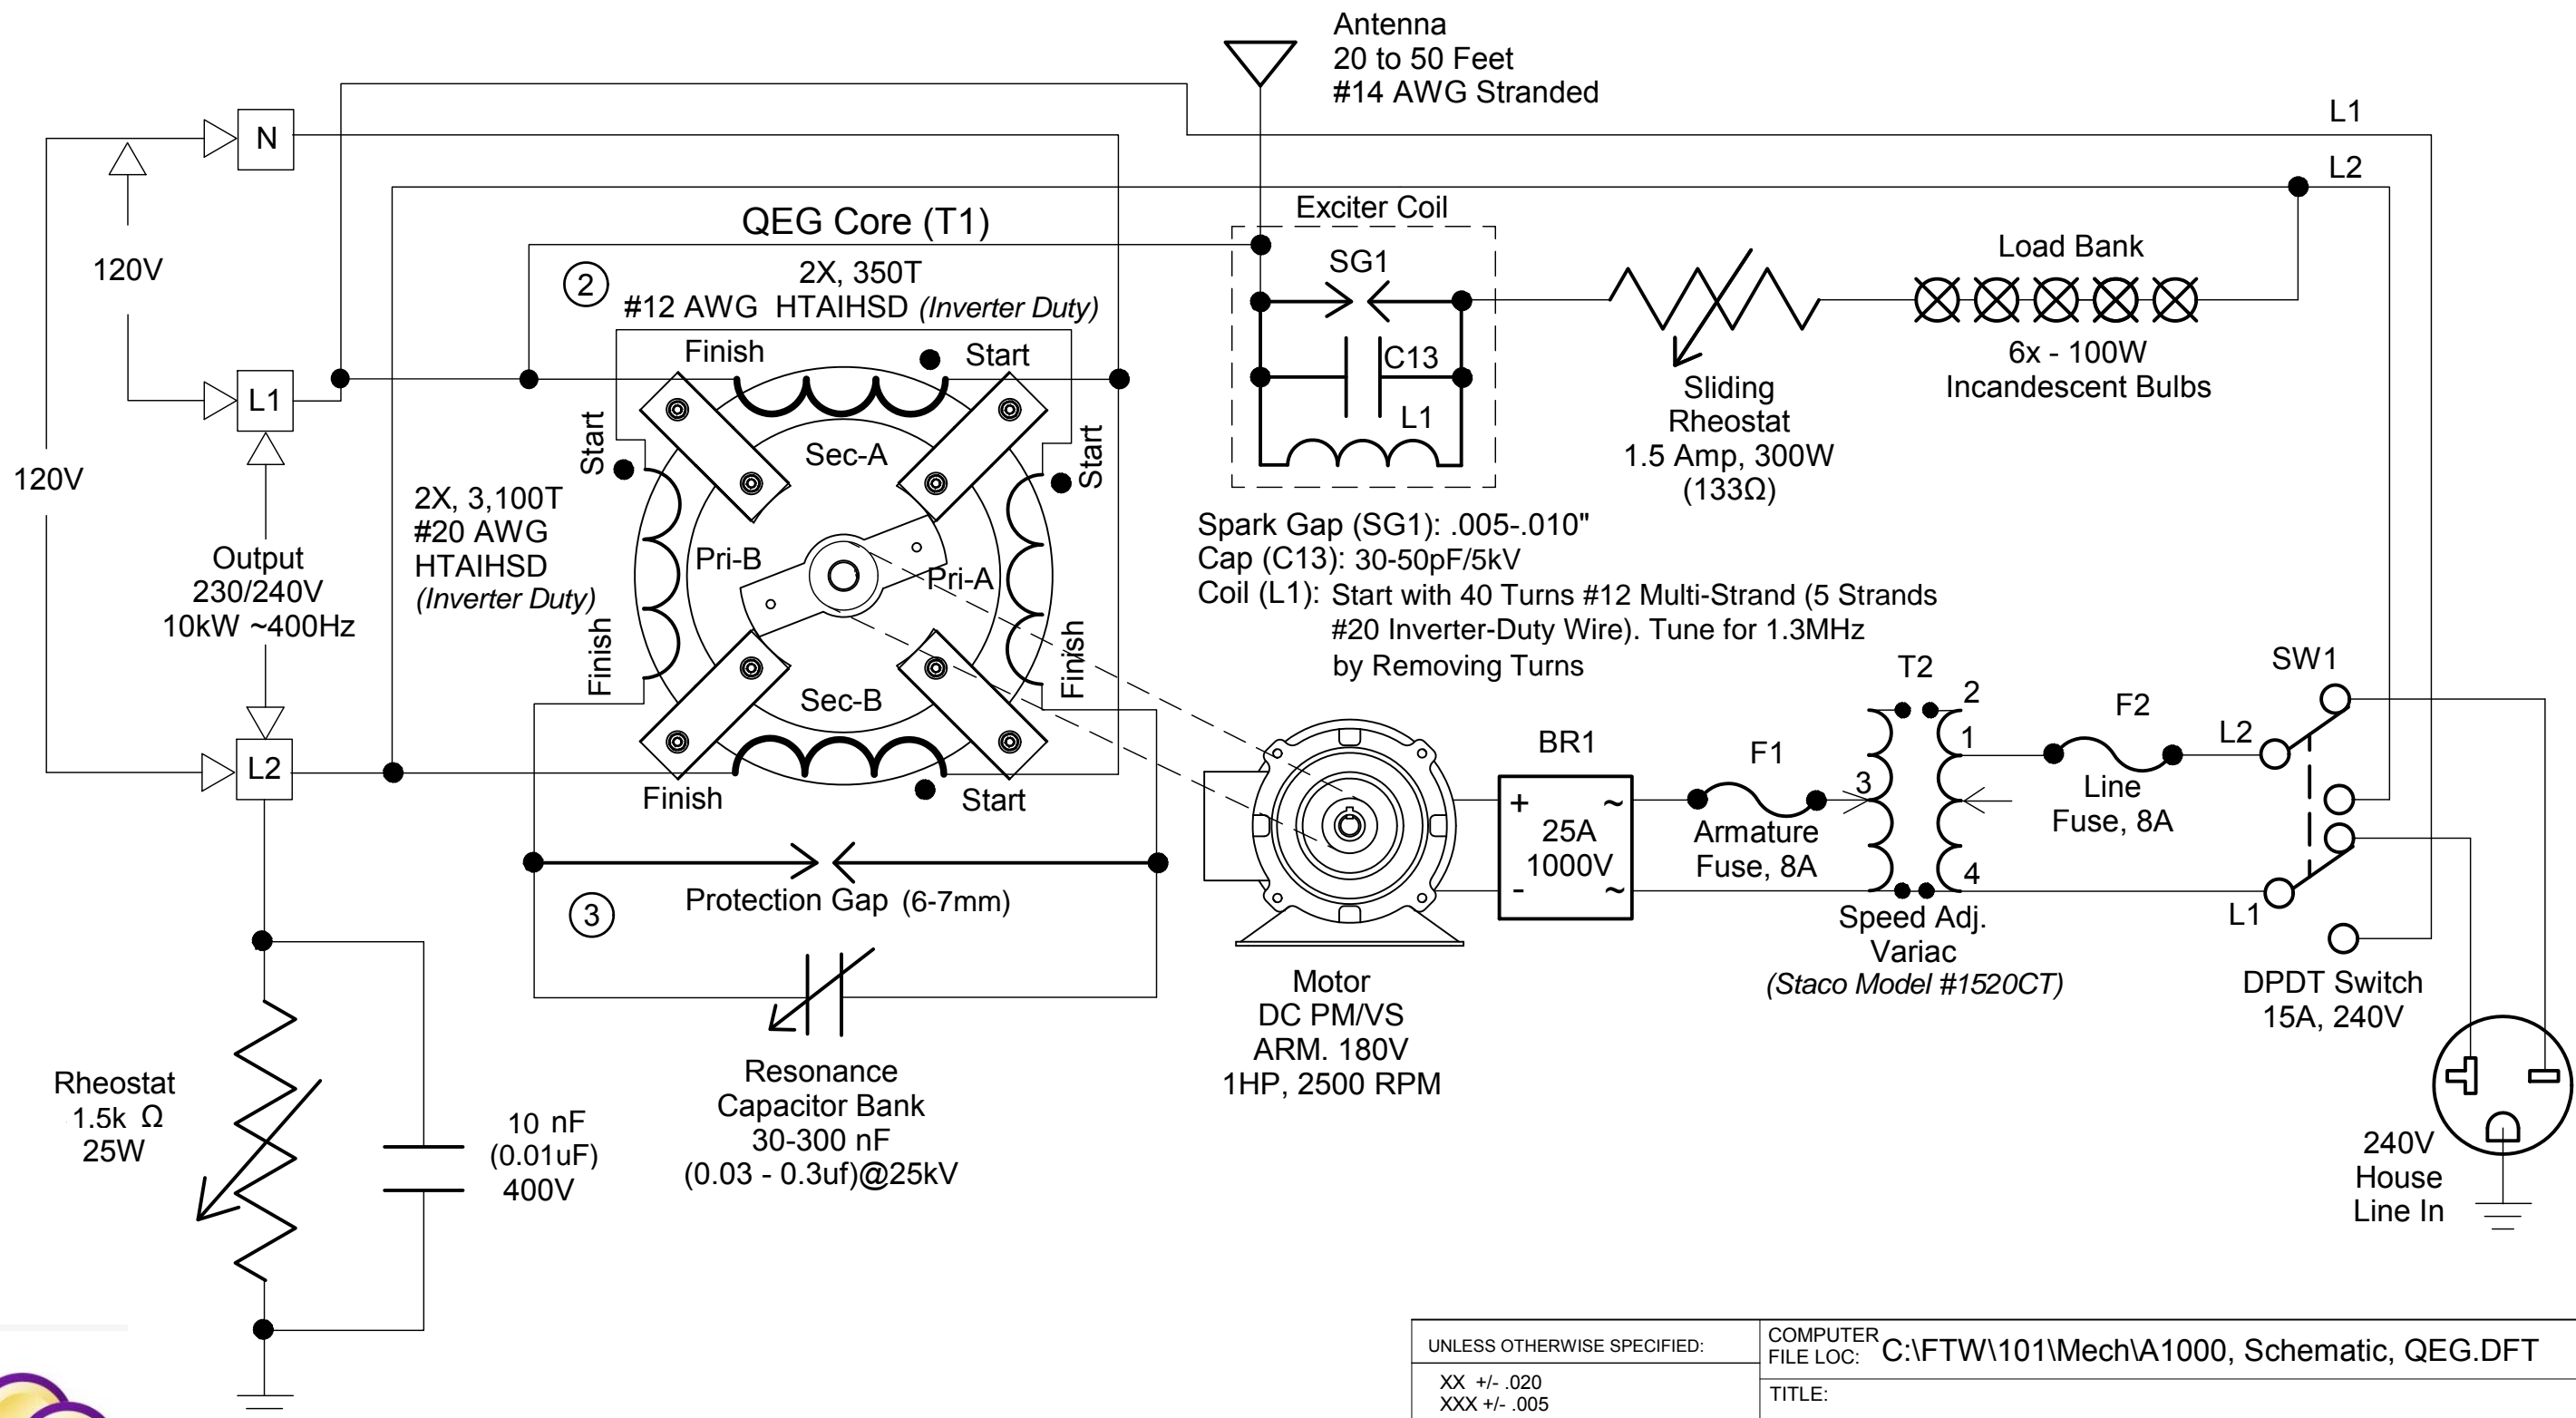 Antenna
20 to 50 Feet
#14 AWG Stranded
L1
L2
N
120V
L1
120V
Output
230/240V
10kW ~400Hz
L2
QEG Core (T1)
2
2X, 350T
#12 AWG HTAIHSD (Inverter Duty)
Finish
Start
Start
Start
Sec-A
2X, 3,100T
#20 AWG
HTAIHSD
(Inverter Duty)
Pri-B
Pri-A
Finish
Finish
Sec-B
Finish
Start
3
Protection Gap (6-7mm)
Resonance
Capacitor Bank
30-300 nF
(0.03 - 0.3uf)@25kV
Rheostat
1.5k Ω
25W
10 nF
(0.01uF)
400V
Exciter Coil
SG1
C13
L1
Sliding
Rheostat
1.5 Amp, 300W
(133Ω)
Load Bank
6x - 100W
Incandescent Bulbs
Spark Gap (SG1): .005-.010"
Cap (C13): 30-50pF/5kV
Coil (L1): Start with 40 Turns #12 Multi-Strand (5 Strands
#20 Inverter-Duty Wire). Tune for 1.3MHz
by Removing Turns
Motor
DC PM/VS
ARM. 180V
1HP, 2500 RPM
BR1
+ ~
25A
1000V
- ~
F1
Armature
Fuse, 8A
T2
2
1
3
4
Speed Adj.
Variac
(Staco Model #1520CT)
F2
Line
Fuse, 8A
SW1
L2
L1
DPDT Switch
15A, 240V
240V
House
Line In
UNLESS OTHERWISE SPECIFIED:
XX +/- .020
XXX +/- .005
COMPUTER
FILE LOC: C:\FTW\101\Mech\A1000, Schematic, QEG.DFT
TITLE: